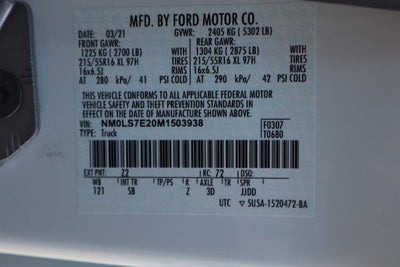 MFD. BY FORD MOTOR CO.
DATE: 03/21 GVWR: 2405 KG ( 5302 LB)
FRONT GAWR: REAR GAWR:
1225 KG ( 2700 LB) WITH 1304 KG ( 2875 LB) WITH
215/55R16 XL 97H TIRES 215/55R16 XL 97H TIRES
16x6.5J RIMS 16x6.5J RIMS
AT 280 kPa/ 41 PSI COLD AT 290 kPa/ 42 PSI COLD
THIS VEHICLE CONFORMS TO ALL APPLICABLE FEDERAL MOTOR
VEHICLE SAFETY AND THEFT PREVENTION STANDARDS IN
EFFECT ON THE DATE OF MANUFACTURE SHOWN ABOVE.
VIN: NM0LS7E20M1503938 F0307
TYPE: Truck T0680
EXT PNT: Z2 RC: 72 DSO:
WB INT TR TP/PS R AXLE TR SPR
121 SB Z 3D JJDD
UTC ▽ 5U5A-1520472-BA